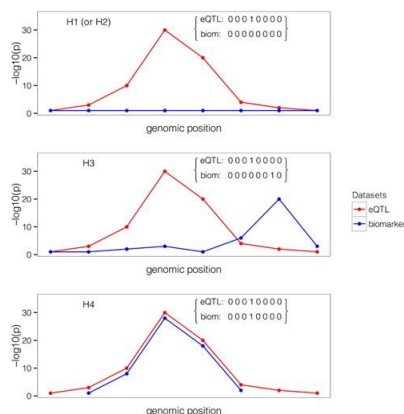 H1 (or H2)
eQTL: 0 0 0 1 0 0 0 0
biom: 0 0 0 0 0 0 0 0
30
20
10
0
−log10(p)
genomic position
H3
eQTL: 0 0 0 1 0 0 0 0
biom: 0 0 0 0 0 0 1 0
30
20
10
0
−log10(p)
genomic position
Datasets
eQTL
biomarker
H4
eQTL: 0 0 0 1 0 0 0 0
biom: 0 0 0 1 0 0 0 0
30
20
10
0
−log10(p)
genomic position